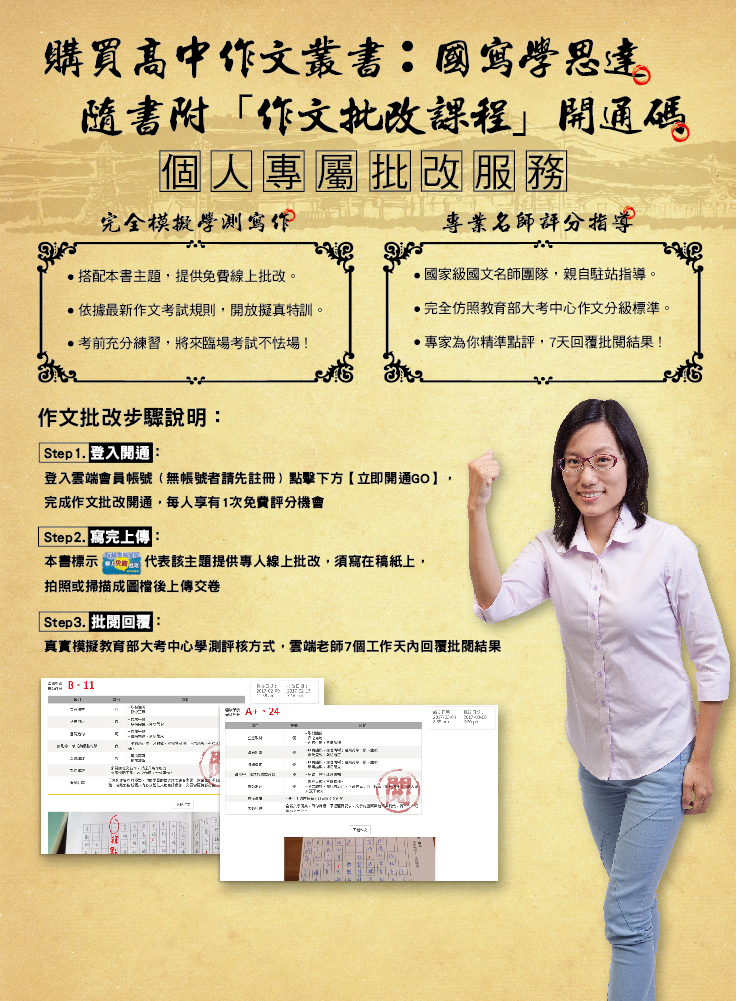 購買高中作文叢書：國寫學思達
隨書附「作文批改課程」開通碼
個人專屬批改服務
完全模擬學測寫作
• 搭配本書主題，提供免費線上批改。
• 依據最新作文考試規則，開放擬真特訓。
• 考前充分練習，將來臨場考試不怯場！
專業名師評分指導
• 國家級國文名師團隊，親自駐站指導。
• 完全仿照教育部大考中心作文分級標準。
• 專家為你精準點評，7天回覆批閱結果！
作文批改步驟說明：
Step1. 登入開通：
登入雲端會員帳號（無帳號者請先註冊）點擊下方【立即開通GO】，
完成作文批改開通，每人享有1次免費評分機會
Step2. 寫完上傳：
本書標示 代表該主題提供專人線上批改，須寫在稿紙上，
拍照或掃描成圖檔後上傳交卷
Step3. 批閱回覆：
真實模擬教育部大考中心學測評核方式，雲端老師7個工作天內回覆批閱結果
B，11
A+，24
閱